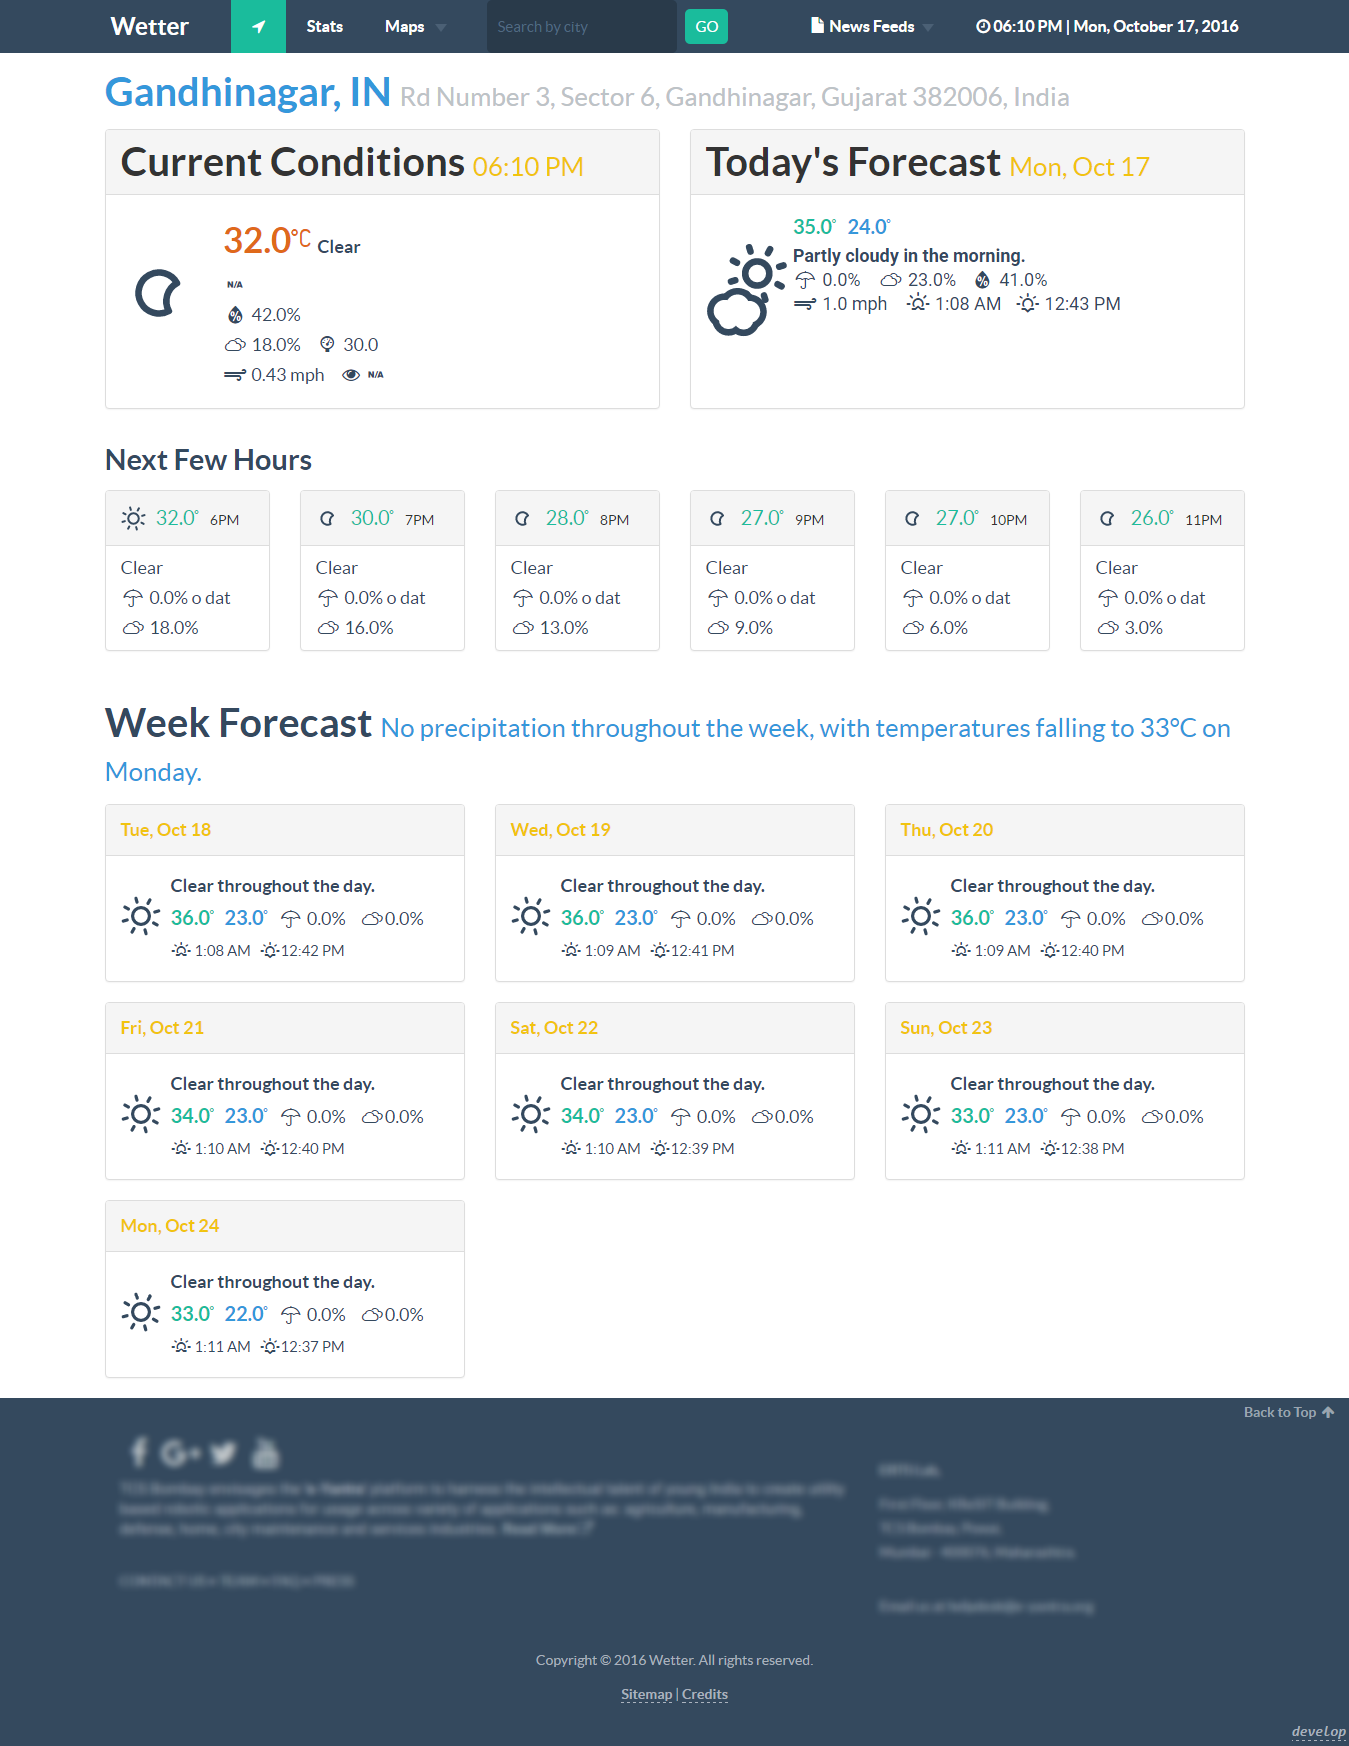 Wetter Stats Maps Search by city GO News Feeds 06:10 PM | Mon, October 17, 2016
Gandhinagar, IN Rd Number 3, Sector 6, Gandhinagar, Gujarat 382006, India
Current Conditions 06:10 PM
32.0°C Clear
N/A
42.0%
18.0% 30.0
0.43 mph N/A
Today's Forecast Mon, Oct 17
35.0° 24.0°
Partly cloudy in the morning.
0.0% 23.0% 41.0%
1.0 mph 1:08 AM 12:43 PM
Next Few Hours
32.0° 6PM
Clear
0.0% o dat
18.0%
30.0° 7PM
Clear
0.0% o dat
16.0%
28.0° 8PM
Clear
0.0% o dat
13.0%
27.0° 9PM
Clear
0.0% o dat
9.0%
27.0° 10PM
Clear
0.0% o dat
6.0%
26.0° 11PM
Clear
0.0% o dat
3.0%
Week Forecast No precipitation throughout the week, with temperatures falling to 33°C on
Monday.
Tue, Oct 18
Clear throughout the day.
36.0° 23.0° 0.0% 0.0%
1:08 AM 12:42 PM
Wed, Oct 19
Clear throughout the day.
36.0° 23.0° 0.0% 0.0%
1:09 AM 12:41 PM
Thu, Oct 20
Clear throughout the day.
36.0° 23.0° 0.0% 0.0%
1:09 AM 12:40 PM
Fri, Oct 21
Clear throughout the day.
34.0° 23.0° 0.0% 0.0%
1:10 AM 12:40 PM
Sat, Oct 22
Clear throughout the day.
34.0° 23.0° 0.0% 0.0%
1:10 AM 12:39 PM
Sun, Oct 23
Clear throughout the day.
33.0° 23.0° 0.0% 0.0%
1:11 AM 12:38 PM
Mon, Oct 24
Clear throughout the day.
33.0° 22.0° 0.0% 0.0%
1:11 AM 12:37 PM
Back to Top
Copyright © 2016 Wetter. All rights reserved.
Sitemap | Credits
develop